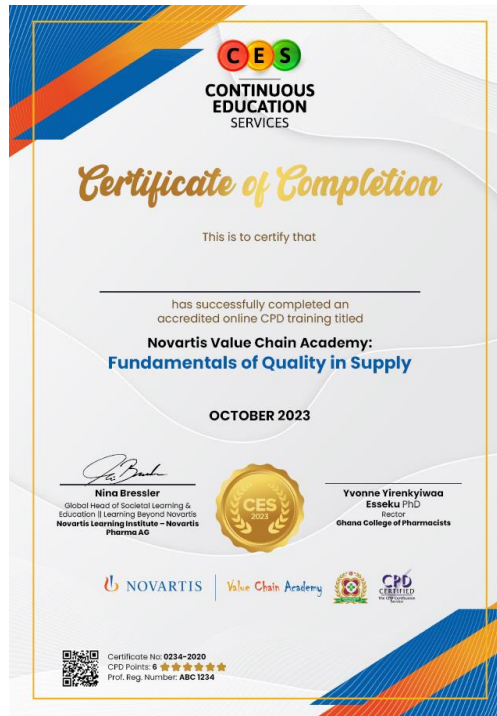 CES
CONTINUOUS
EDUCATION
SERVICES
Certificate of Completion
This is to certify that
has successfully completed an
accredited online CPD training titled
Novartis Value Chain Academy:
Fundamentals of Quality in Supply
OCTOBER 2023
Nina Bressler
Global Head of Societal Learning &
Education || Learning Beyond Novartis
Novartis Learning Institute – Novartis
Pharma AG
CES
2023
Yvonne Yirenkyiwaa
Esseku PhD
Rector
Ghana College of Pharmacists
NOVARTIS
Value Chain Academy
CPD
CERTIFIED
The CPD Certification
Service
Certificate No: 0234-2020
CPD Points: 6
Prof. Reg. Number: ABC 1234